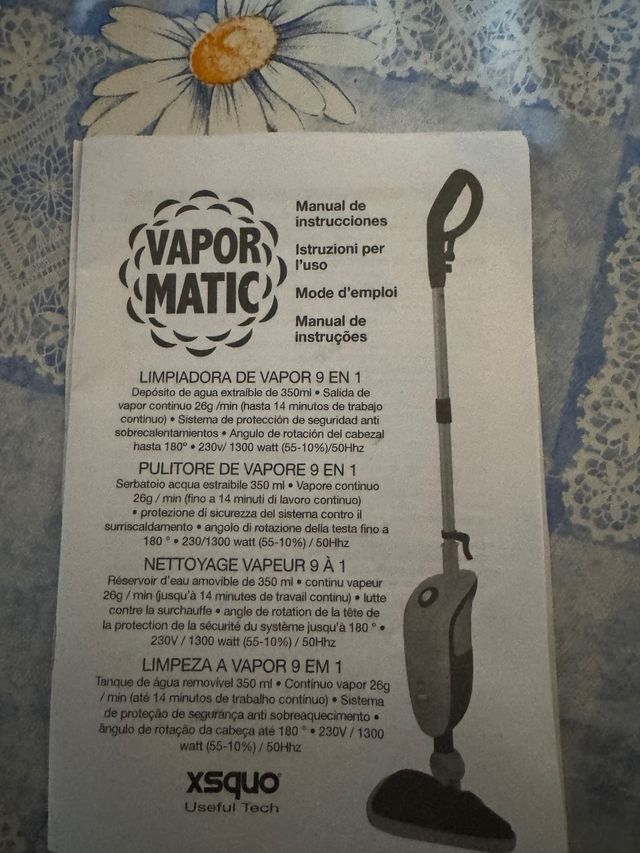 VAPOR
MATIC
Manual de
instrucciones
Istruzioni per
l'uso
Mode d'emploi
Manual de
instruções
LIMPIADORA DE VAPOR 9 EN 1
Depósito de agua extraíble de 350ml • Salida de
vapor continuo 26g /min (hasta 14 minutos de trabajo
continuo) • Sistema de protección de seguridad anti
sobrecalentamientos • Angulo de rotación del cabezal
hasta 180º • 230v/ 1300 watt (55-10%)/50Hhz
PULITORE DE VAPORE 9 EN 1
Serbatoio acqua estraibile 350 ml • Vapore continuo
26g / min (fino a 14 minuti di lavoro continuo)
• protezione di sicurezza del sistema contro il
surriscaldamento • angolo di rotazione della testa fino a
180 ° • 230/1300 watt (55-10%) / 50Hhz
NETTOYAGE VAPEUR 9 À 1
Réservoir d'eau amovible de 350 ml • continu vapeur
26g / min (jusqu'à 14 minutes de travail continu) • lutte
contre la surchauffe • angle de rotation de la tête de
la protection de la sécurité du système jusqu'à 180 ° •
230V / 1300 watt (55-10%) / 50Hhz
LIMPEZA A VAPOR 9 EM 1
Tanque de água removível 350 ml • Contínuo vapor 26g
/ min (até 14 minutos de trabalho contínuo) • Sistema
de proteção de segurança anti sobreaquecimento •
ângulo de rotação da cabeça até 180 ° • 230V / 1300
watt (55-10%) / 50Hhz
xsquo
Useful Tech